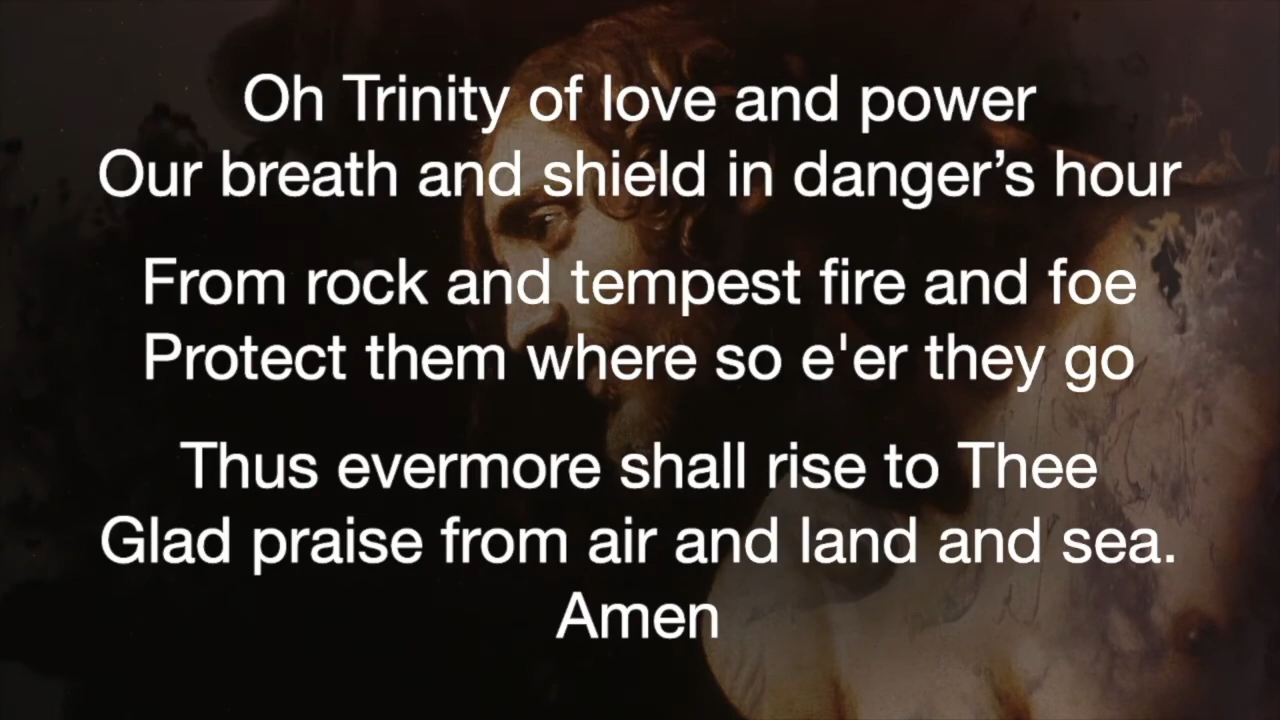 Oh Trinity of love and power
Our breath and shield in danger’s hour
From rock and tempest fire and foe
Protect them where so e'er they go
Thus evermore shall rise to Thee
Glad praise from air and land and sea.
Amen